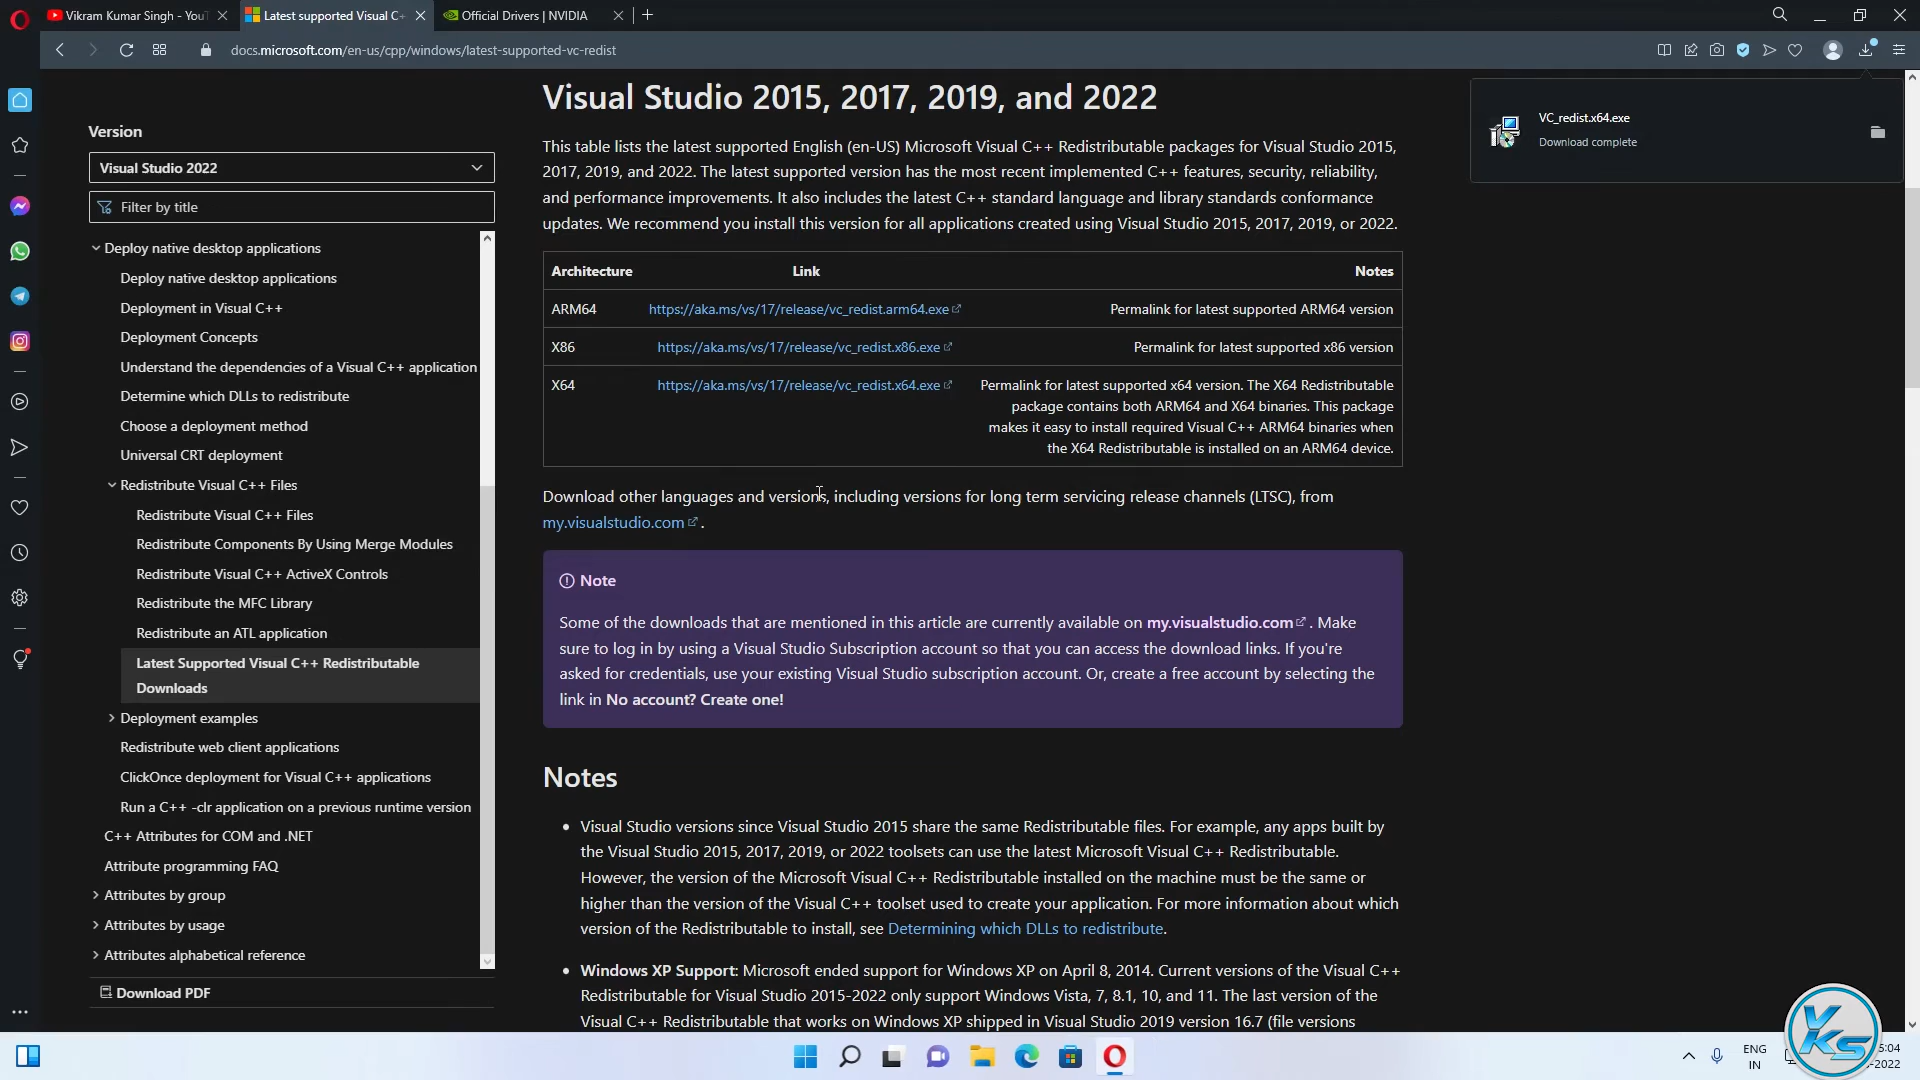 Vikram Kumar Singh - YouT
Latest supported Visual C+
Official Drivers | NVIDIA
docs.microsoft.com/en-us/cpp/windows/latest-supported-vc-redist
VC_redist.x64.exe
Download complete
Version
Visual Studio 2022
Filter by title
Deploy native desktop applications
Deploy native desktop applications
Deployment in Visual C++
Deployment Concepts
Understand the dependencies of a Visual C++ application
Determine which DLLs to redistribute
Choose a deployment method
Universal CRT deployment
Redistribute Visual C++ Files
Redistribute Visual C++ Files
Redistribute Components By Using Merge Modules
Redistribute Visual C++ ActiveX Controls
Redistribute the MFC Library
Redistribute an ATL application
Latest Supported Visual C++ Redistributable
Downloads
Deployment examples
Redistribute web client applications
ClickOnce deployment for Visual C++ applications
Run a C++ -clr application on a previous runtime version
C++ Attributes for COM and .NET
Attribute programming FAQ
Attributes by group
Attributes by usage
Attributes alphabetical reference
Download PDF
Visual Studio 2015, 2017, 2019, and 2022
This table lists the latest supported English (en-US) Microsoft Visual C++ Redistributable packages for Visual Studio 2015,
2017, 2019, and 2022. The latest supported version has the most recent implemented C++ features, security, reliability,
and performance improvements. It also includes the latest C++ standard language and library standards conformance
updates. We recommend you install this version for all applications created using Visual Studio 2015, 2017, 2019, or 2022.
Architecture Link Notes
ARM64 https://aka.ms/vs/17/release/vc_redist.arm64.exe Permalink for latest supported ARM64 version
X86 https://aka.ms/vs/17/release/vc_redist.x86.exe Permalink for latest supported x86 version
X64 https://aka.ms/vs/17/release/vc_redist.x64.exe Permalink for latest supported x64 version. The X64 Redistributable
package contains both ARM64 and X64 binaries. This package
makes it easy to install required Visual C++ ARM64 binaries when
the X64 Redistributable is installed on an ARM64 device.
Download other languages and versions, including versions for long term servicing release channels (LTSC), from
my.visualstudio.com .
Note
Some of the downloads that are mentioned in this article are currently available on my.visualstudio.com . Make
sure to log in by using a Visual Studio Subscription account so that you can access the download links. If you're
asked for credentials, use your existing Visual Studio subscription account. Or, create a free account by selecting the
link in No account? Create one!
Notes
• Visual Studio versions since Visual Studio 2015 share the same Redistributable files. For example, any apps built by
the Visual Studio 2015, 2017, 2019, or 2022 toolsets can use the latest Microsoft Visual C++ Redistributable.
However, the version of the Microsoft Visual C++ Redistributable installed on the machine must be the same or
higher than the version of the Visual C++ toolset used to create your application. For more information about which
version of the Redistributable to install, see Determining which DLLs to redistribute.
• Windows XP Support: Microsoft ended support for Windows XP on April 8, 2014. Current versions of the Visual C++
Redistributable for Visual Studio 2015-2022 only support Windows Vista, 7, 8.1, 10, and 11. The last version of the
Visual C++ Redistributable that works on Windows XP shipped in Visual Studio 2019 version 16.7 (file versions
ENG
IN
5:04
-2022
VKS